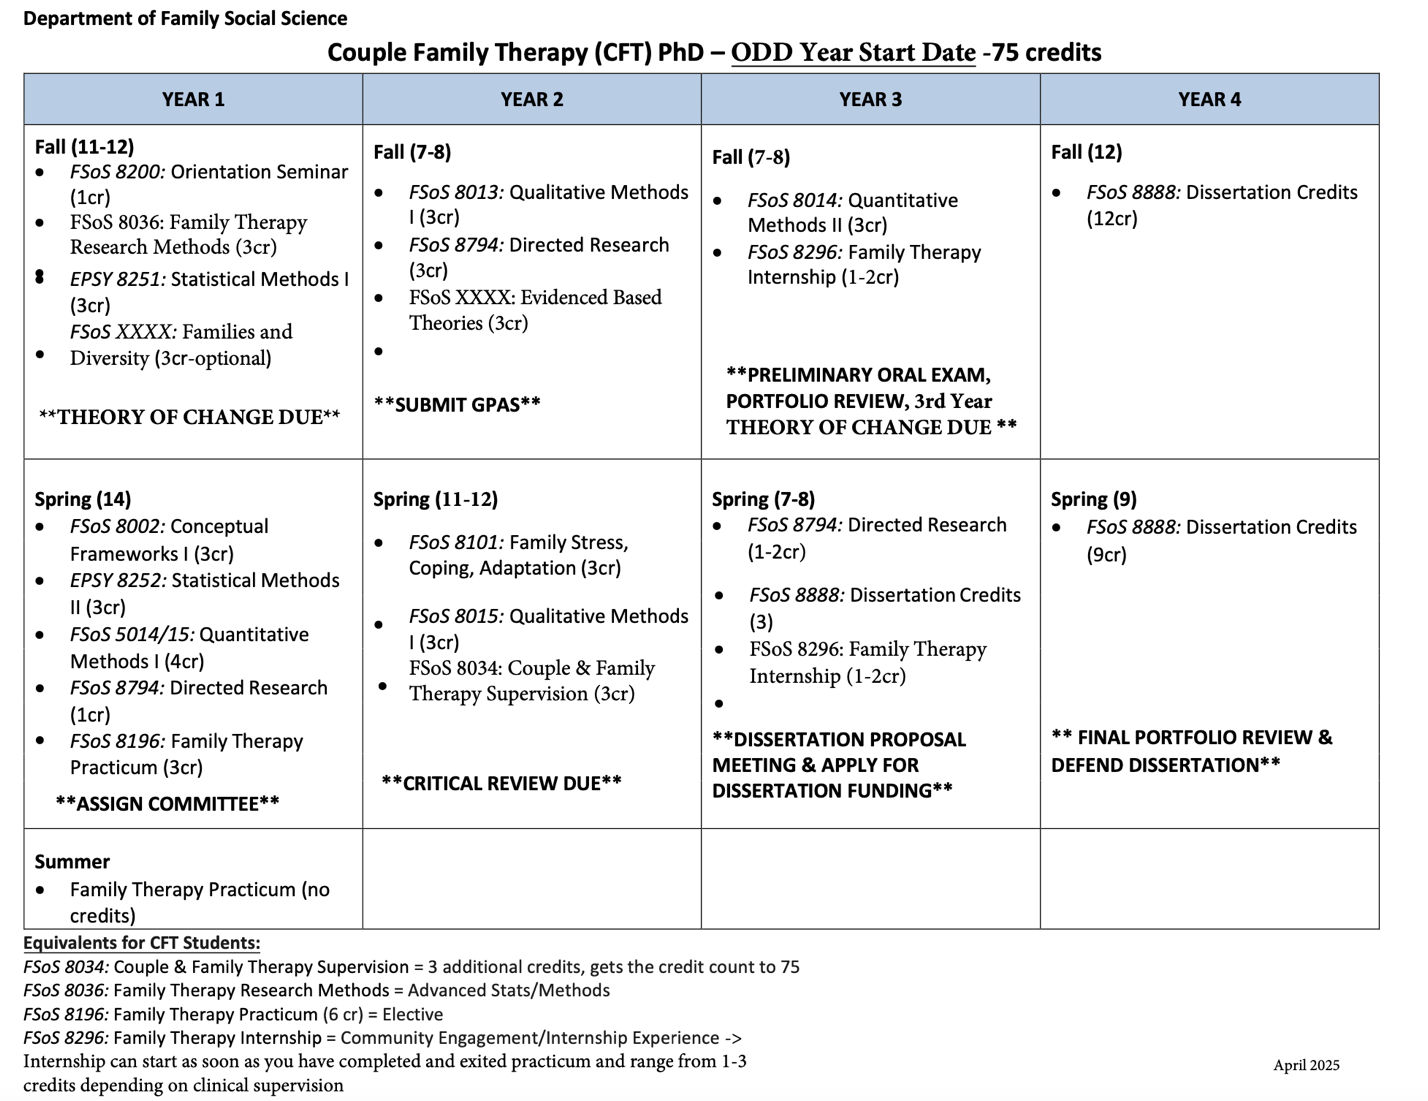 Department of Family Social Science
Couple Family Therapy (CFT) PhD – ODD Year Start Date -75 credits
YEAR 1
YEAR 2
YEAR 3
YEAR 4
Fall (11-12)
• FSoS 8200: Orientation Seminar
(1cr)
• FSoS 8036: Family Therapy
Research Methods (3cr)
•
• EPSY 8251: Statistical Methods I
(3cr)
FSoS XXXX: Families and
• Diversity (3cr-optional)
**THEORY OF CHANGE DUE**
Fall (7-8)
• FSoS 8013: Qualitative Methods
I (3cr)
• FSoS 8794: Directed Research
(3cr)
• FSoS XXXX: Evidenced Based
Theories (3cr)
•
**SUBMIT GPAS**
Fall (7-8)
• FSoS 8014: Quantitative
Methods II (3cr)
• FSoS 8296: Family Therapy
Internship (1-2cr)
**PRELIMINARY ORAL EXAM,
PORTFOLIO REVIEW, 3rd Year
THEORY OF CHANGE DUE **
Fall (12)
• FSoS 8888: Dissertation Credits
(12cr)
Spring (14)
• FSoS 8002: Conceptual
Frameworks I (3cr)
• EPSY 8252: Statistical Methods
II (3cr)
• FSoS 5014/15: Quantitative
Methods I (4cr)
• FSoS 8794: Directed Research
(1cr)
• FSoS 8196: Family Therapy
Practicum (3cr)
**ASSIGN COMMITTEE**
Spring (11-12)
• FSoS 8101: Family Stress,
Coping, Adaptation (3cr)
• FSoS 8015: Qualitative Methods
I (3cr)
FSoS 8034: Couple & Family
• Therapy Supervision (3cr)
**CRITICAL REVIEW DUE**
Spring (7-8)
• FSoS 8794: Directed Research
(1-2cr)
• FSoS 8888: Dissertation Credits
(3)
• FSoS 8296: Family Therapy
Internship (1-2cr)
•
**DISSERTATION PROPOSAL
MEETING & APPLY FOR
DISSERTATION FUNDING**
Spring (9)
• FSoS 8888: Dissertation Credits
(9cr)
** FINAL PORTFOLIO REVIEW &
DEFEND DISSERTATION**
Summer
• Family Therapy Practicum (no
credits)
Equivalents for CFT Students:
FSoS 8034: Couple & Family Therapy Supervision = 3 additional credits, gets the credit count to 75
FSoS 8036: Family Therapy Research Methods = Advanced Stats/Methods
FSoS 8196: Family Therapy Practicum (6 cr) = Elective
FSoS 8296: Family Therapy Internship = Community Engagement/Internship Experience ->
Internship can start as soon as you have completed and exited practicum and range from 1-3
credits depending on clinical supervision
April 2025